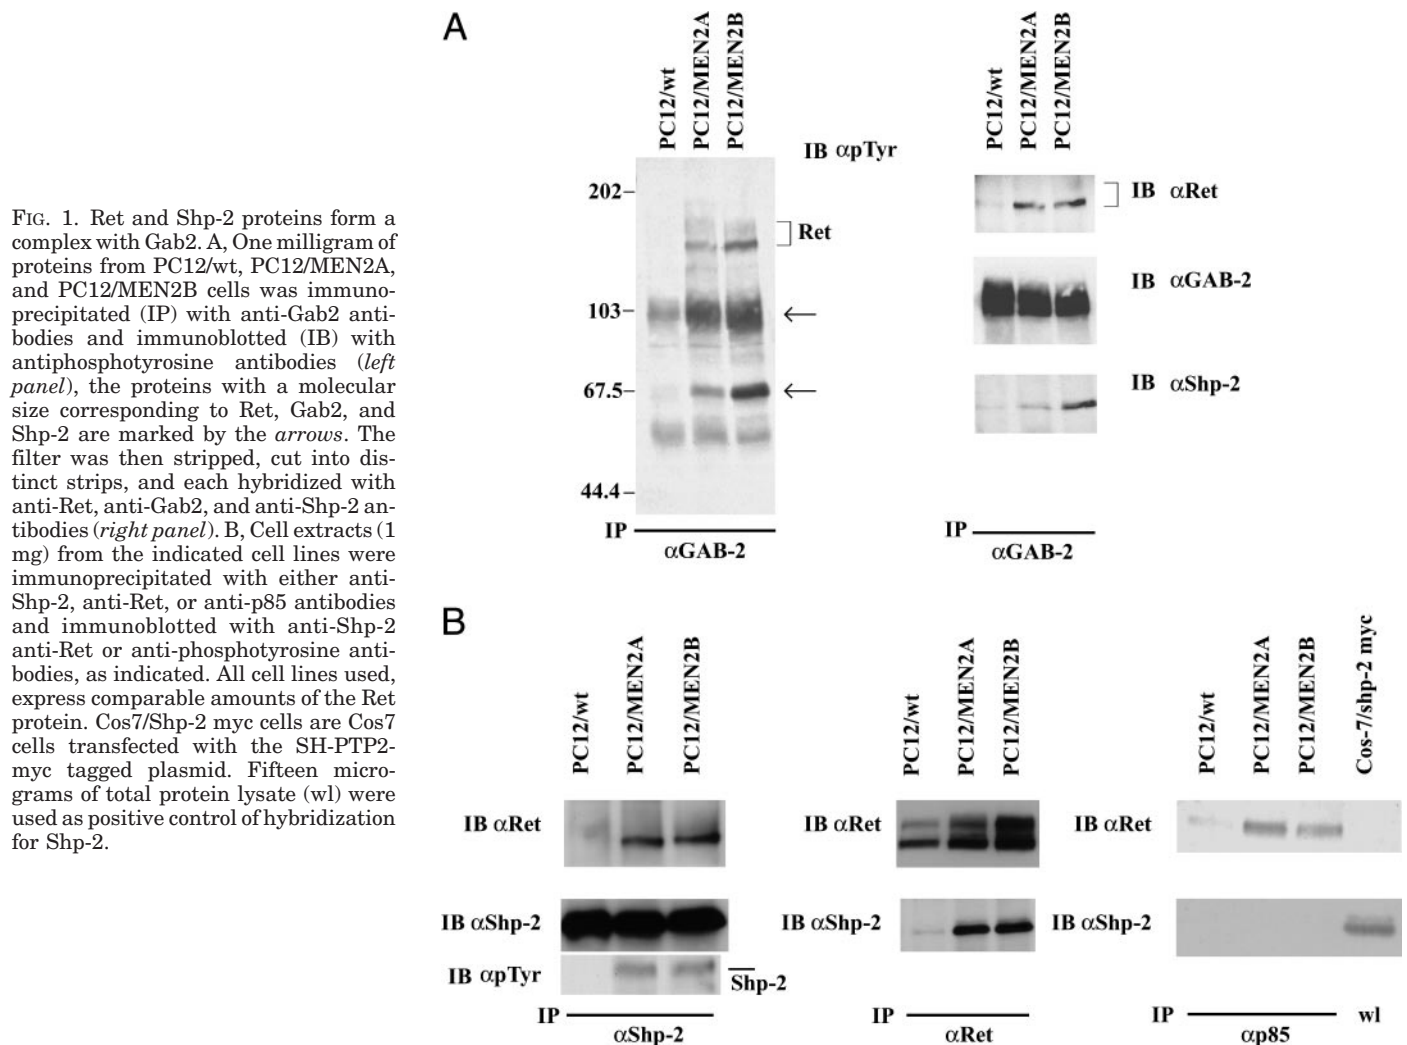 FIG. 1. Ret and Shp-2 proteins form a
complex with Gab2. A, One milligram of
proteins from PC12/wt, PC12/MEN2A,
and PC12/MEN2B cells was immuno-
precipitated (IP) with anti-Gab2 anti-
bodies and immunoblotted (IB) with
antiphosphotyrosine antibodies (left
panel), the proteins with a molecular
size corresponding to Ret, Gab2, and
Shp-2 are marked by the arrows. The
filter was then stripped, cut into dis-
tinct strips, and each hybridized with
anti-Ret, anti-Gab2, and anti-Shp-2 an-
tibodies (right panel). B, Cell extracts (1
mg) from the indicated cell lines were
immunoprecipitated with either anti-
Shp-2, anti-Ret, or anti-p85 antibodies
and immunoblotted with anti-Shp-2
anti-Ret or anti-phosphotyrosine anti-
bodies, as indicated. All cell lines used,
express comparable amounts of the Ret
protein. Cos7/Shp-2 myc cells are Cos7
cells transfected with the SH-PTP2-
myc tagged plasmid. Fifteen micro-
grams of total protein lysate (wl) were
used as positive control of hybridization
for Shp-2.
A
PC12/wt
PC12/MEN2A
PC12/MEN2B
IB αpTyr
202
Ret
103
67.5
44.4
IP
αGAB-2
PC12/wt
PC12/MEN2A
PC12/MEN2B
IB αRet
IB αGAB-2
IB αShp-2
IP
αGAB-2
B
PC12/wt
PC12/MEN2A
PC12/MEN2B
IB αRet
IB αShp-2
IB αpTyr
Shp-2
IP
αShp-2
PC12/wt
PC12/MEN2A
PC12/MEN2B
IB αRet
IB αShp-2
IP
αRet
PC12/wt
PC12/MEN2A
PC12/MEN2B
Cos-7/shp-2 myc
IB αRet
IB αShp-2
IP
αp85
wl